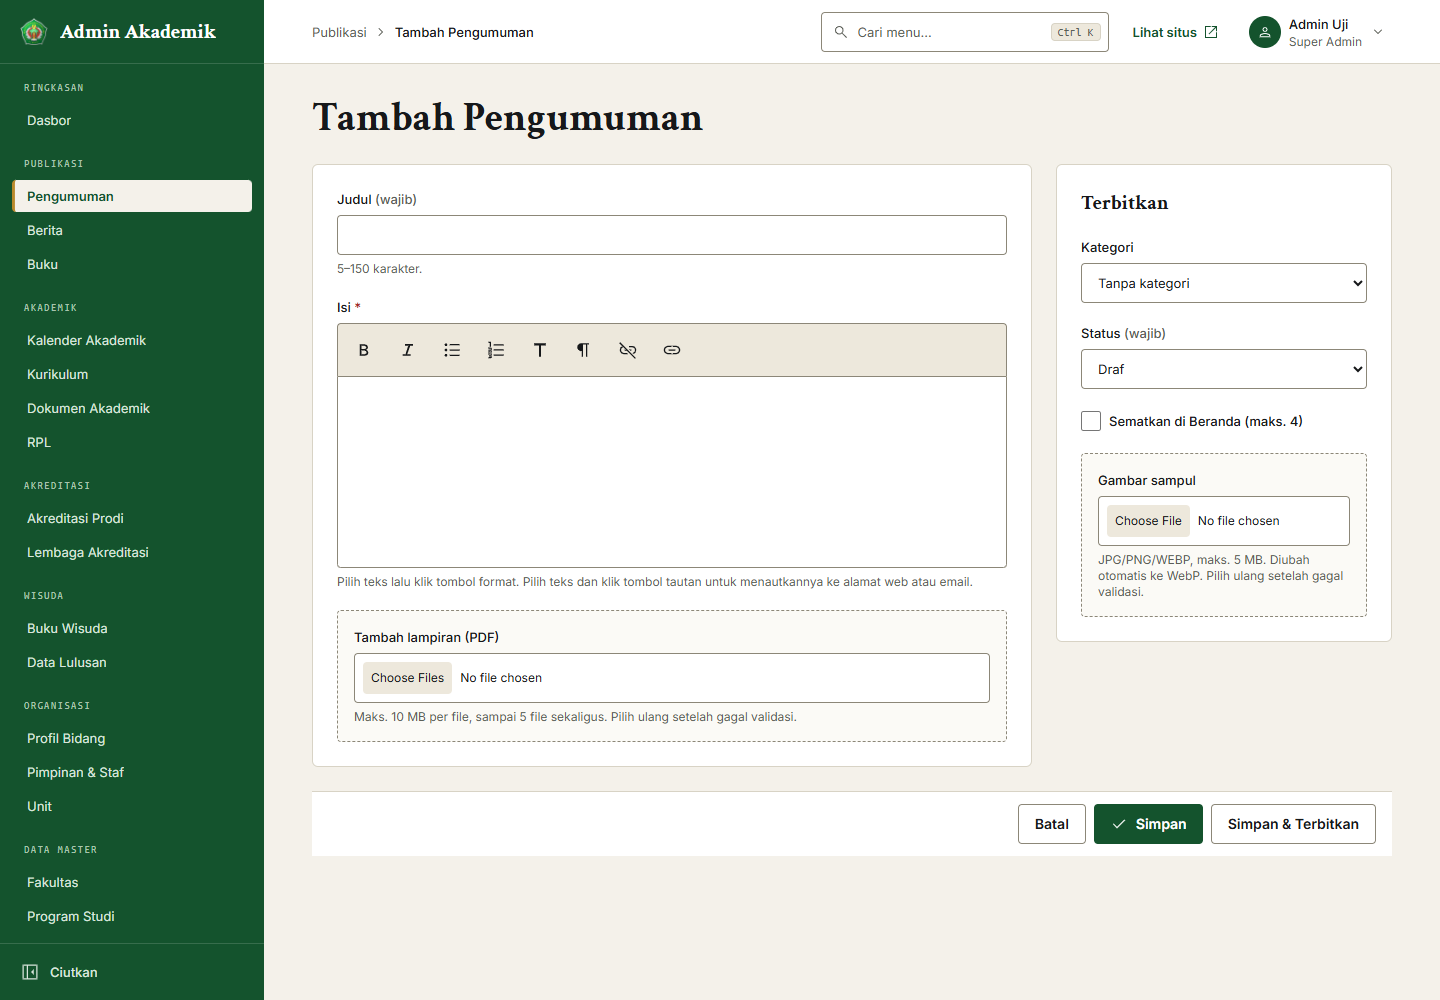 Admin Akademik
RINGKASAN
Dasbor
PUBLIKASI
Pengumuman
Berita
Buku
AKADEMIK
Kalender Akademik
Kurikulum
Dokumen Akademik
RPL
AKREDITASI
Akreditasi Prodi
Lembaga Akreditasi
WISUDA
Buku Wisuda
Data Lulusan
ORGANISASI
Profil Bidang
Pimpinan & Staf
Unit
DATA MASTER
Fakultas
Program Studi
Ciutkan
Publikasi > Tambah Pengumuman
Cari menu...
Ctrl K
Lihat situs
Admin Uji
Super Admin
Tambah Pengumuman
Judul (wajib)
5–150 karakter.
Isi *
Pilih teks lalu klik tombol format. Pilih teks dan klik tombol tautan untuk menautkannya ke alamat web atau email.
Tambah lampiran (PDF)
Choose Files No file chosen
Maks. 10 MB per file, sampai 5 file sekaligus. Pilih ulang setelah gagal validasi.
Terbitkan
Kategori
Tanpa kategori
Status (wajib)
Draf
Sematkan di Beranda (maks. 4)
Gambar sampul
Choose File No file chosen
JPG/PNG/WEBP, maks. 5 MB. Diubah
otomatis ke WebP. Pilih ulang setelah gagal
validasi.
Batal
Simpan
Simpan & Terbitkan